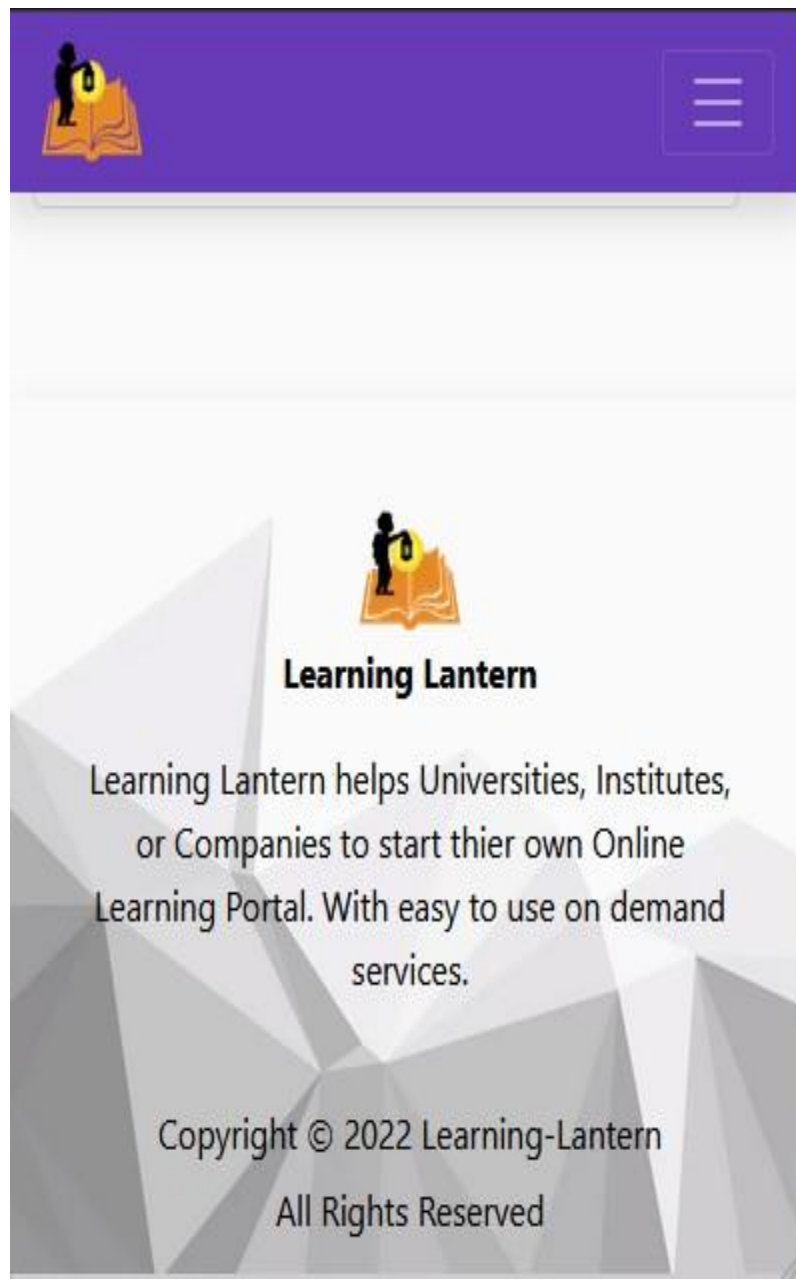 Learning Lantern
Learning Lantern helps Universities, Institutes,
or Companies to start thier own Online
Learning Portal. With easy to use on demand
services.
Copyright © 2022 Learning-Lantern
All Rights Reserved